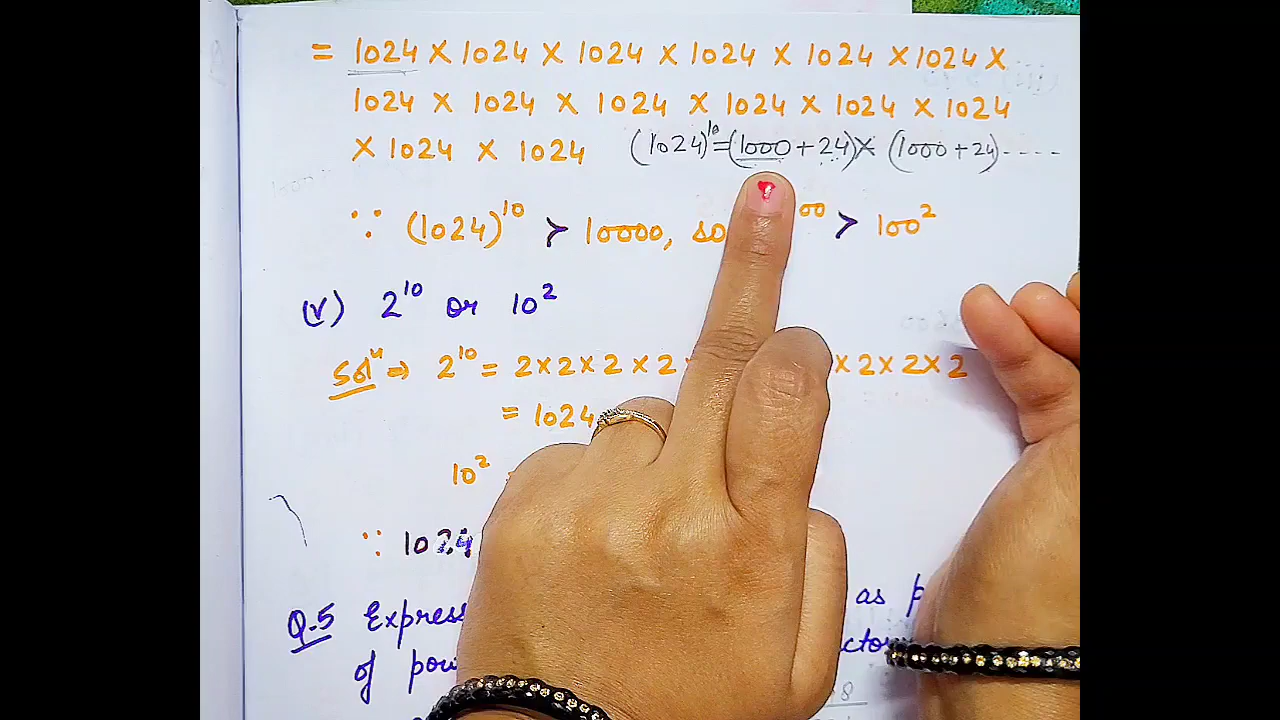 = 1024 × 1024 × 1024 × 1024 × 1024 × 1024 ×
1024 × 1024 × 1024 × 1024 × 1024 × 1024
× 1024 × 1024 (1024)¹⁰=(1000+24)× (1000+24)-----
∵ (1024)¹⁰ > 10000, so 00 > 100²
(V) 2¹⁰ or 10²
Solⁿ ⇒ 2¹⁰ = 2×2×2×2 × 2×2×2
= 1024
10²
∵ 1024
Q.5 Express as
of